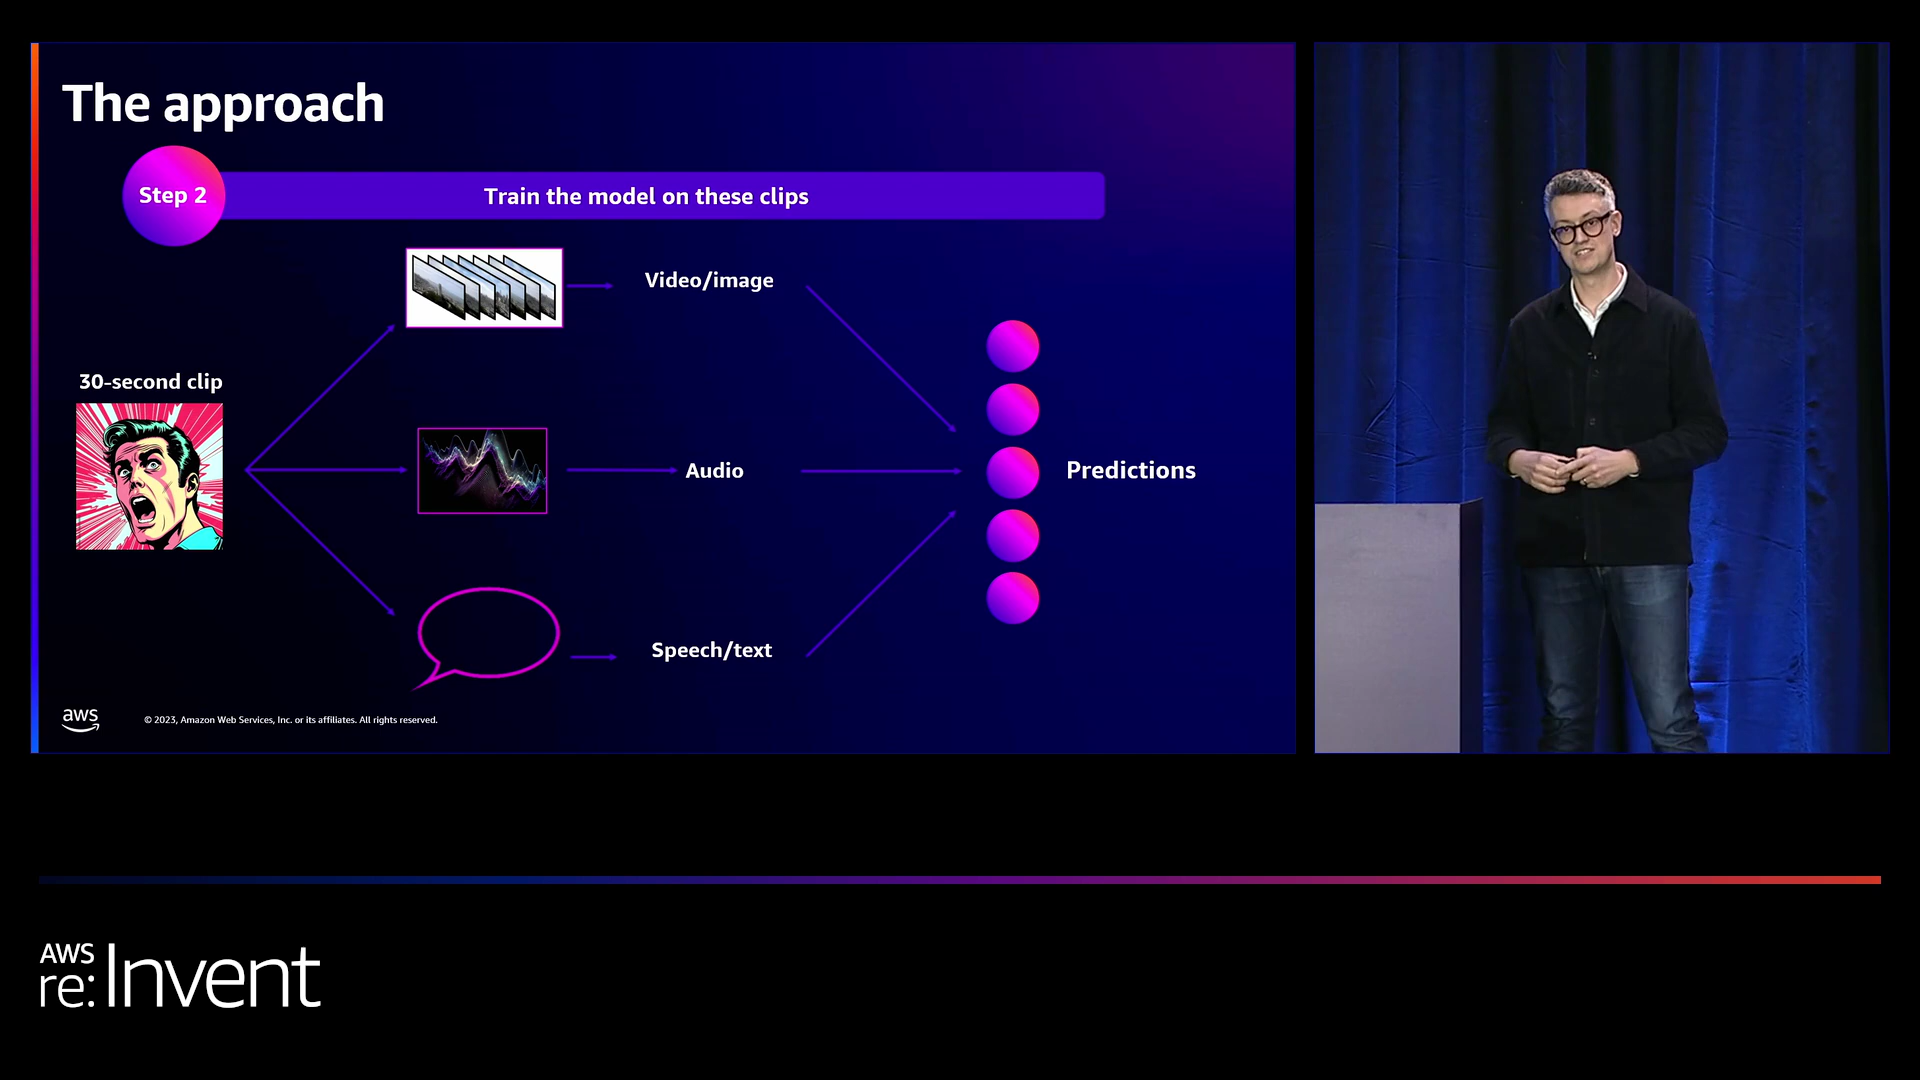 The approach
Step 2
Train the model on these clips
Video/image
30-second clip
Audio
Predictions
Speech/text
aws
© 2023, Amazon Web Services, Inc. or its affiliates. All rights reserved.
AWS
re:Invent